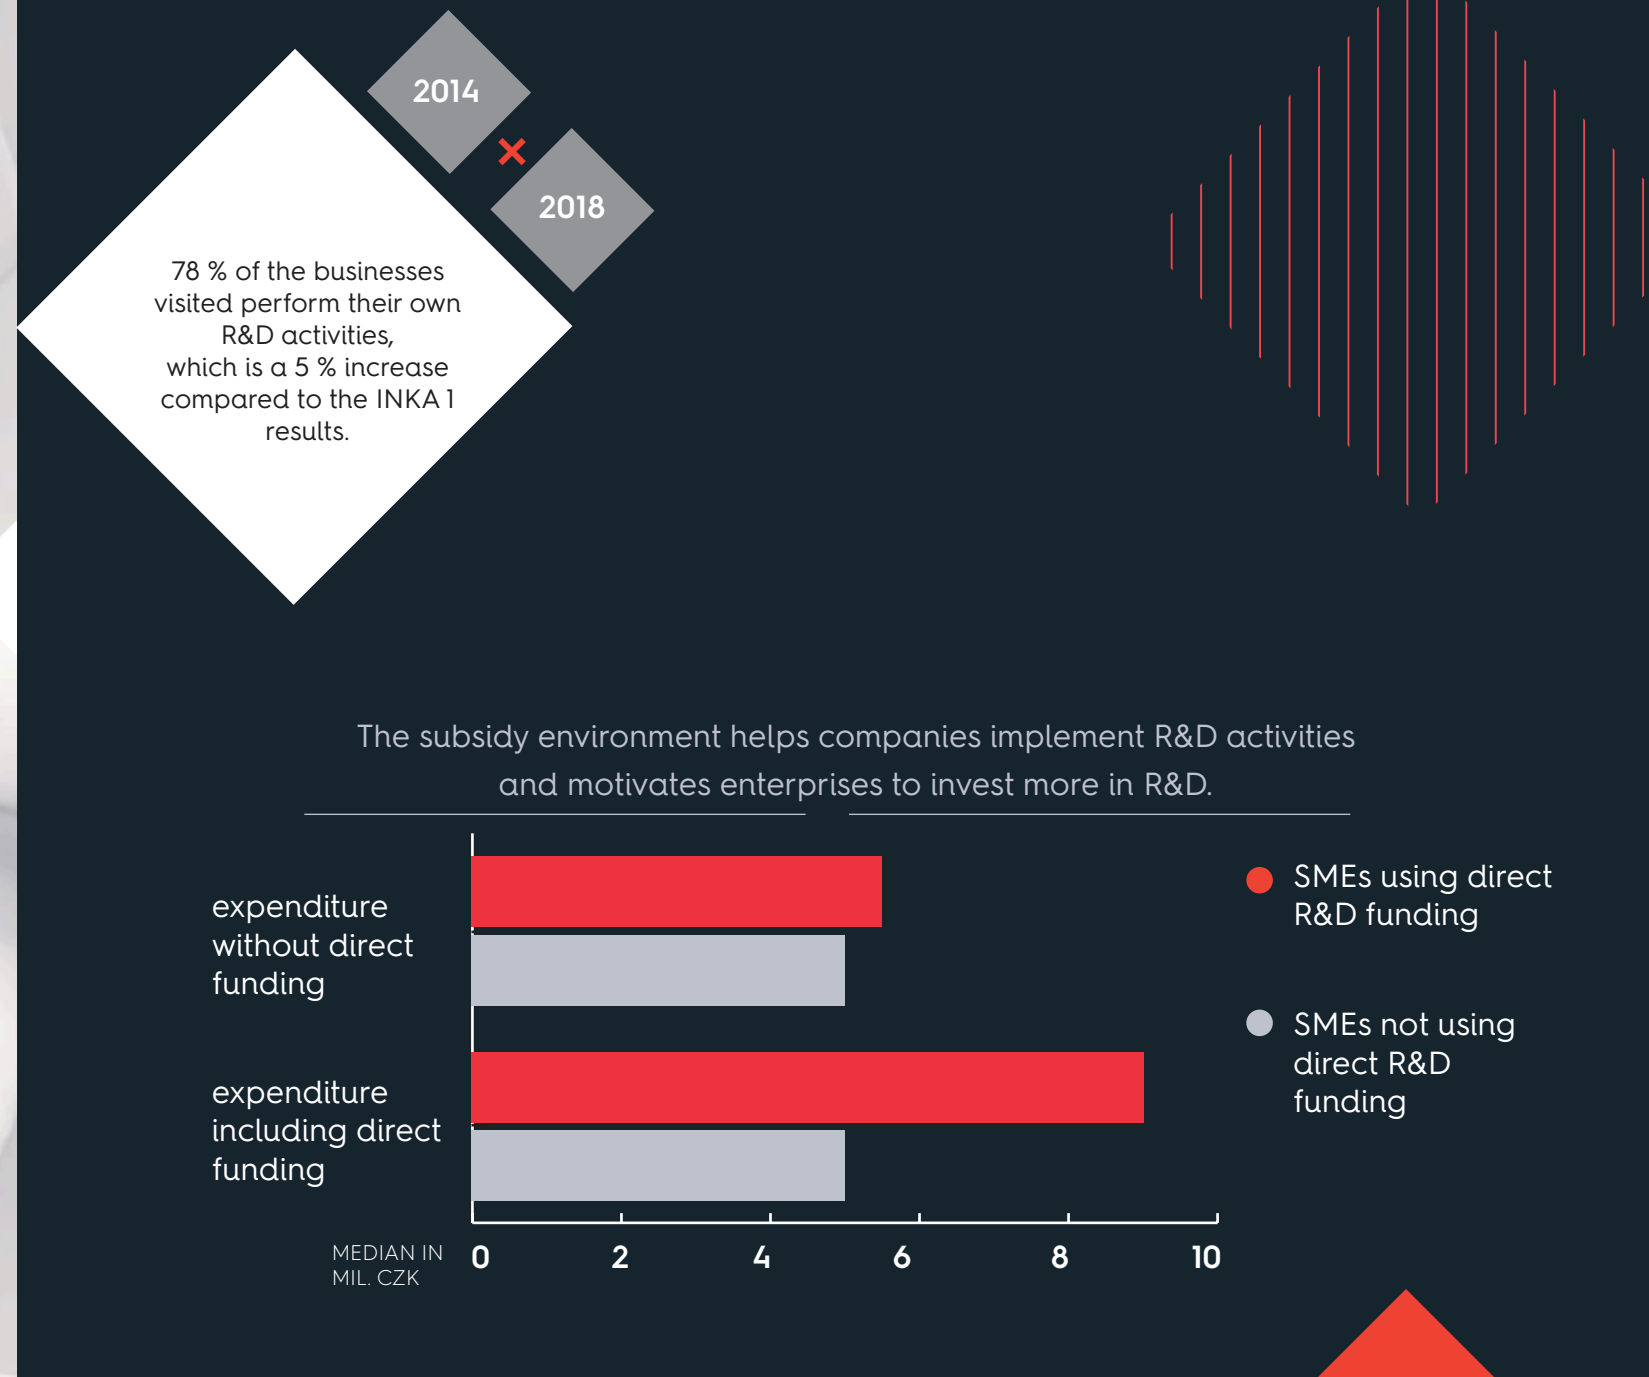 2014
×
2018
78 % of the businesses
visited perform their own
R&D activities,
which is a 5 % increase
compared to the INKA 1
results.
The subsidy environment helps companies implement R&D activities
and motivates enterprises to invest more in R&D.
expenditure
without direct
funding
expenditure
including direct
funding
SMEs using direct
R&D funding
SMEs not using
direct R&D
funding
MEDIAN IN
MIL. CZK
0 2 4 6 8 10